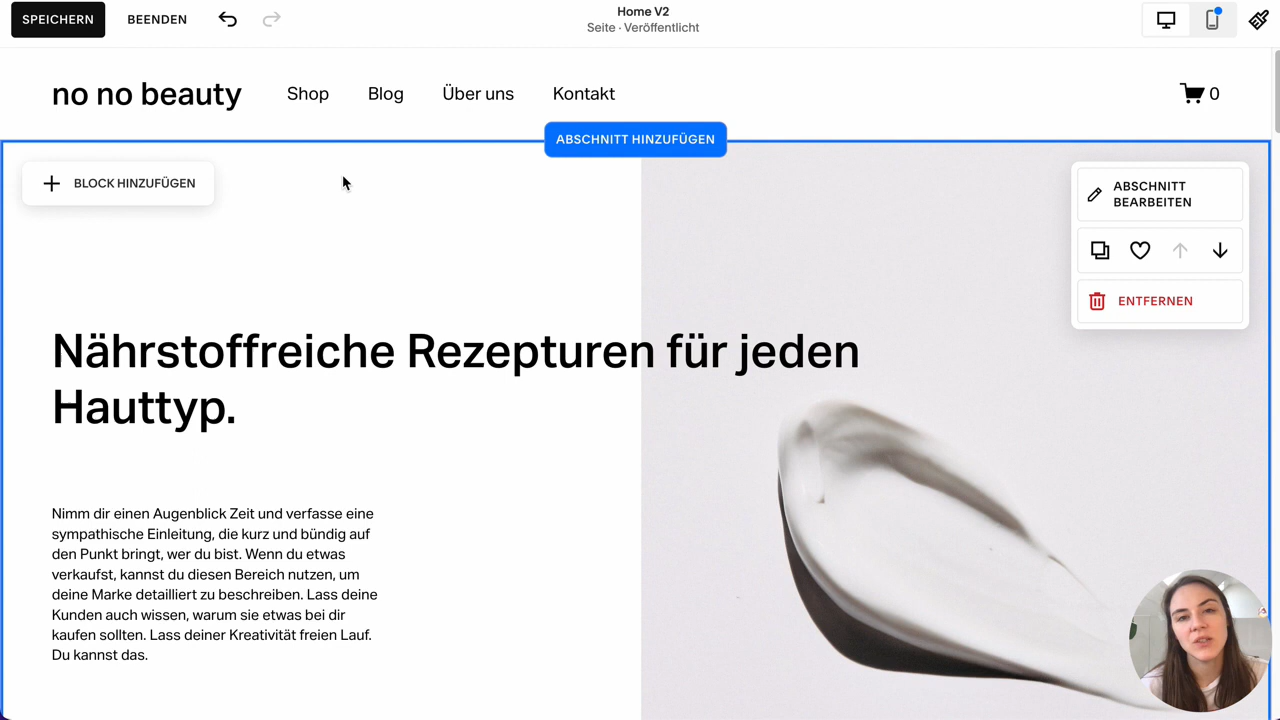 SPEICHERN
BEENDEN
Home V2
Seite · Veröffentlicht
no no beauty
Shop
Blog
Über uns
Kontakt
0
ABSCHNITT HINZUFÜGEN
BLOCK HINZUFÜGEN
ABSCHNITT
BEARBEITEN
ENTFERNEN
Nährstoffreiche Rezepturen für jeden
Hauttyp.
Nimm dir einen Augenblick Zeit und verfasse eine
sympathische Einleitung, die kurz und bündig auf
den Punkt bringt, wer du bist. Wenn du etwas
verkaufst, kannst du diesen Bereich nutzen, um
deine Marke detailliert zu beschreiben. Lass deine
Kunden auch wissen, warum sie etwas bei dir
kaufen sollten. Lass deiner Kreativität freien Lauf.
Du kannst das.